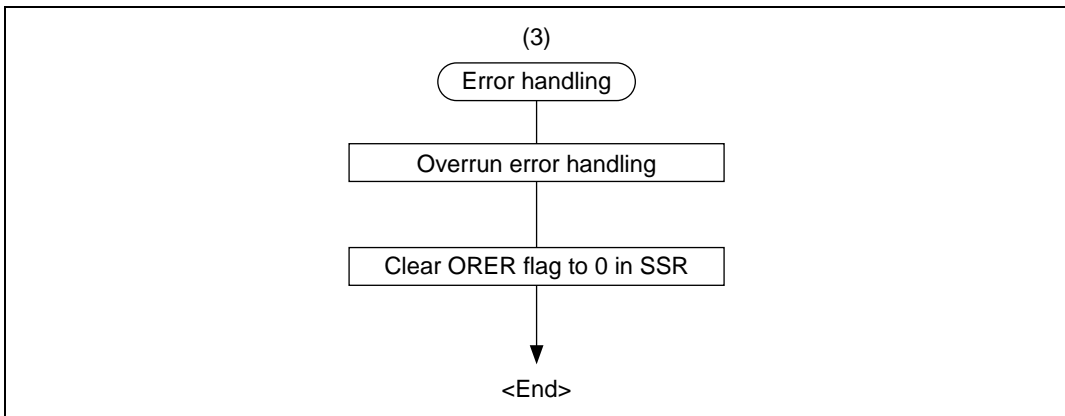 (3)
Error handling
Overrun error handling
Clear ORER flag to 0 in SSR
<End>